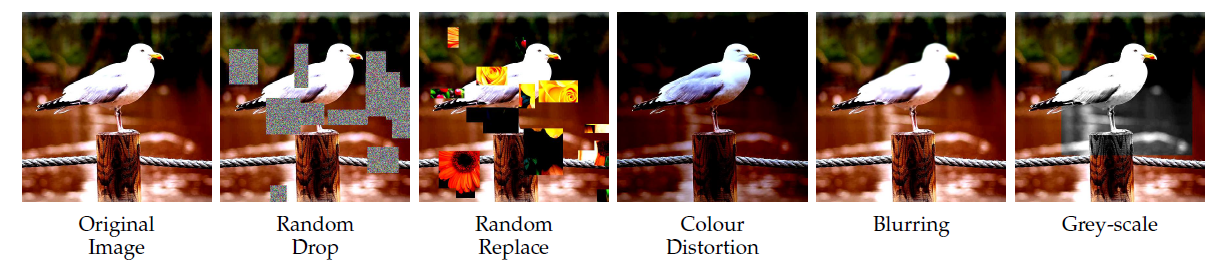 Original
Image
Random
Drop
Random
Replace
Colour
Distortion
Blurring
Grey-scale